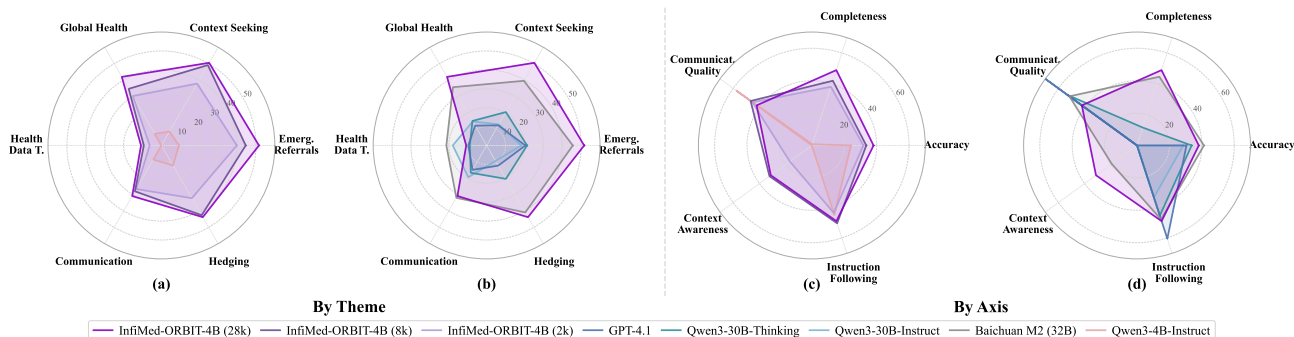 Global Health
Context Seeking
50
30
20
10
Health
Data T.
Emerg.
Referrals
Communication
Hedging
(a)
Global Health
Context Seeking
50
30
20
10
Health
Data T.
Emerg.
Referrals
Communication
Hedging
(b)
By Theme
Completeness
Communicat.
Quality
60
40
20
Accuracy
Context
Awareness
Instruction
Following
(c)
Completeness
Communicat.
Quality
60
40
20
Accuracy
Context
Awareness
Instruction
Following
(d)
By Axis
InfiMed-ORBIT-4B (28k) InfiMed-ORBIT-4B (8k) InfiMed-ORBIT-4B (2k) GPT-4.1 Qwen3-30B-Thinking Qwen3-30B-Instruct Baichuan M2 (32B) Qwen3-4B-Instruct